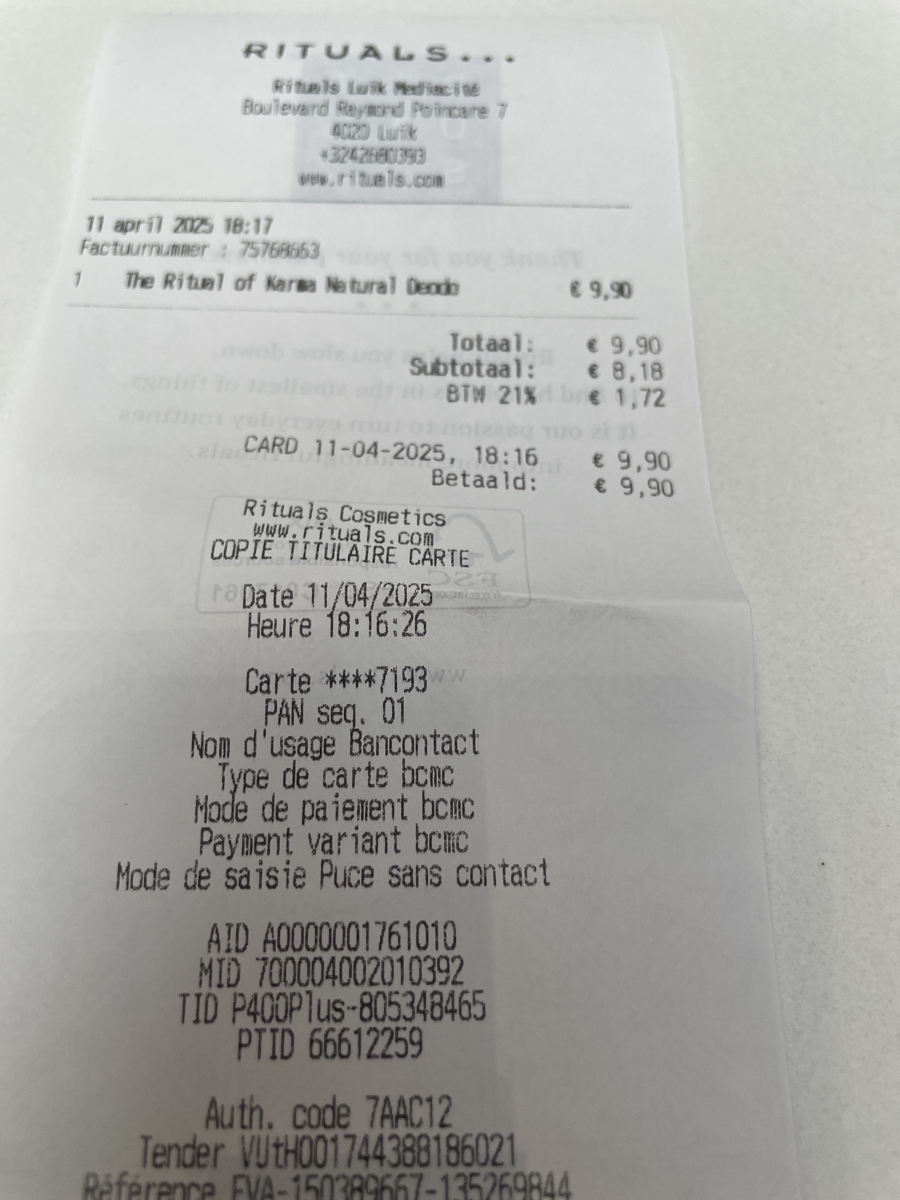 RITUALS...
Rituals Luik Mediacité
Boulevard Raymond Poincare 7
4020 Luik
+3242680393
www.rituals.com
11 april 2025 18:17
Factuurnummer : 75768663
1 The Ritual of Karma Natural Deodo € 9,90
Totaal: € 9,90
Subtotaal: € 8,18
BTW 21% € 1,72
CARD 11-04-2025, 18:16 € 9,90
Betaald: € 9,90
Rituals Cosmetics
www.rituals.com
COPIE TITULAIRE CARTE
Date 11/04/2025
Heure 18:16:26
Carte ****7193
PAN seq. 01
Nom d'usage Bancontact
Type de carte bcmc
Mode de paiement bcmc
Payment variant bcmc
Mode de saisie Puce sans contact
AID A0000001761010
MID 700004002010392
TID P400Plus-805348465
PTID 66612259
Auth. code 7AAC12
Tender VUtH001744388186021
Référence EVA-150389667-135269844